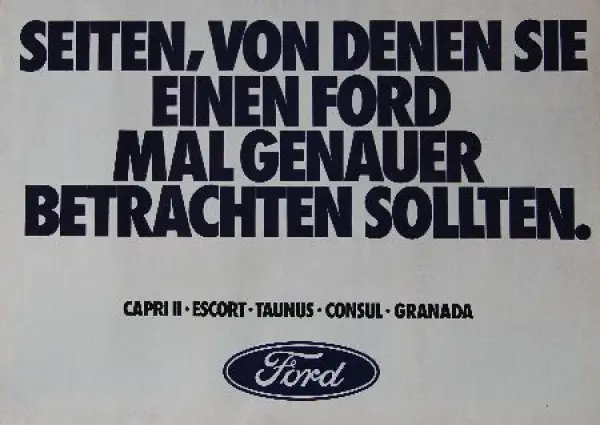 SEITEN, VON DENEN SIE
EINEN FORD
MAL GENAUER
BETRACHTEN SOLLTEN.
CAPRI II · ESCORT · TAUNUS · CONSUL · GRANADA
Ford